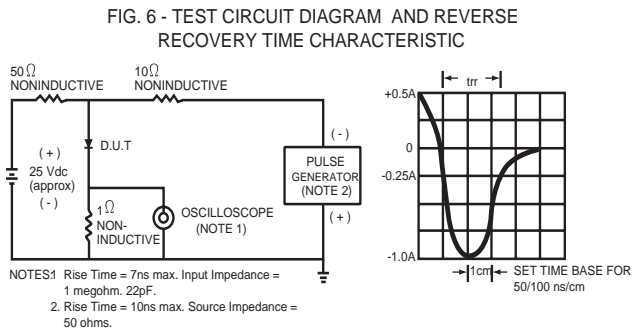 FIG. 6 - TEST CIRCUIT DIAGRAM AND REVERSE
RECOVERY TIME CHARACTERISTIC
50Ω
NONINDUCTIVE
10Ω
NONINDUCTIVE
D.U.T
( + )
25 Vdc
(approx)
( - )
1Ω
NON-
INDUCTIVE
OSCILLOSCOPE
(NOTE 1)
( - )
PULSE
GENERATOR
(NOTE 2)
( + )
trr
+0.5A
0
-0.25A
-1.0A
1cm
SET TIME BASE FOR
50/100 ns/cm
NOTES:1 Rise Time = 7ns max. Input Impedance =
1 megohm. 22pF.
2. Rise Time = 10ns max. Source Impedance =
50 ohms.